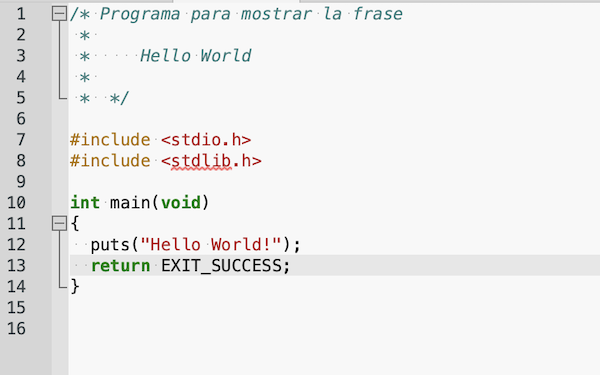 1 /* Programa para mostrar la frase
2  *
3  *     Hello World
4  *
5  *  */
6
7 #include <stdio.h>
8 #include <stdlib.h>
9
10 int main(void)
11 {
12   puts("Hello World!");
13   return EXIT_SUCCESS;
14 }
15
16